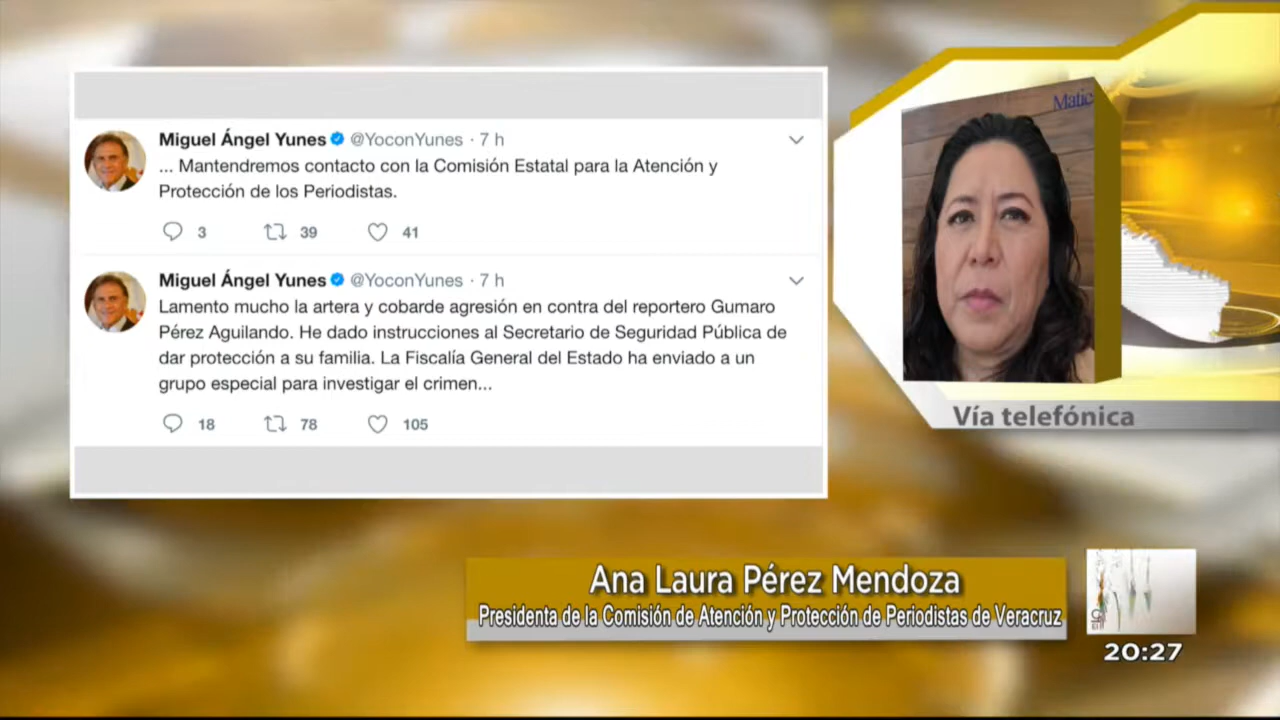 Miguel Ángel Yunes @YoconYunes · 7 h
... Mantendremos contacto con la Comisión Estatal para la Atención y
Protección de los Periodistas.
3 39 41
Miguel Ángel Yunes @YoconYunes · 7 h
Lamento mucho la artera y cobarde agresión en contra del reportero Gumaro
Pérez Aguilando. He dado instrucciones al Secretario de Seguridad Pública de
dar protección a su familia. La Fiscalía General del Estado ha enviado a un
grupo especial para investigar el crimen...
18 78 105
Matic
Vía telefónica
Ana Laura Pérez Mendoza
Presidenta de la Comisión de Atención y Protección de Periodistas de Veracruz
20:27